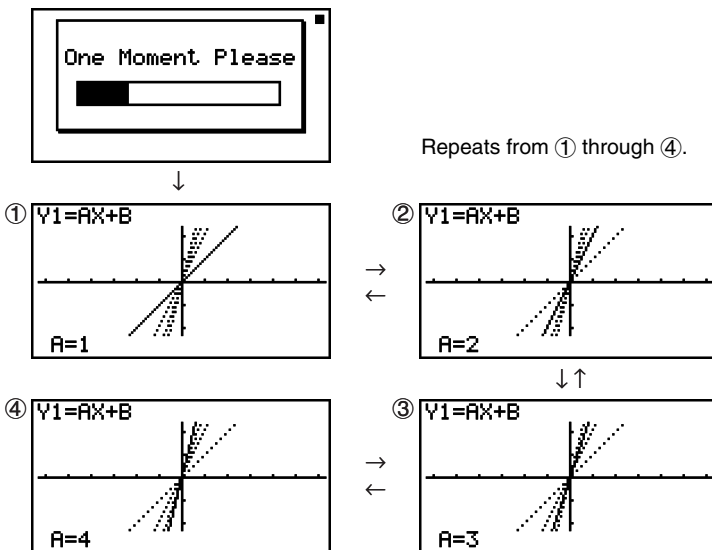 One Moment Please
Repeats from ① through ④.
↓
① Y1=AX+B
A=1
→
←
② Y1=AX+B
A=2
↓↑
④ Y1=AX+B
A=4
→
←
③ Y1=AX+B
A=3